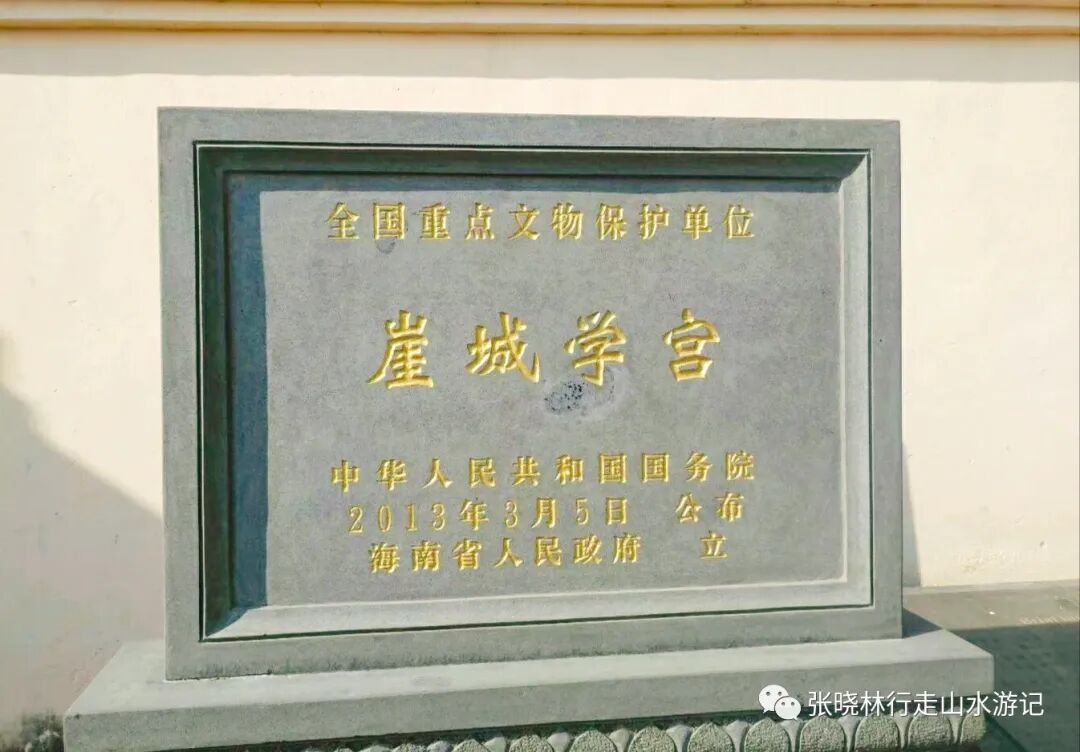 全国重点文物保护单位
崖城学宫
中华人民共和国国务院
2013年3月5日 公布
海南省人民政府 立
张晓林行走山水游记